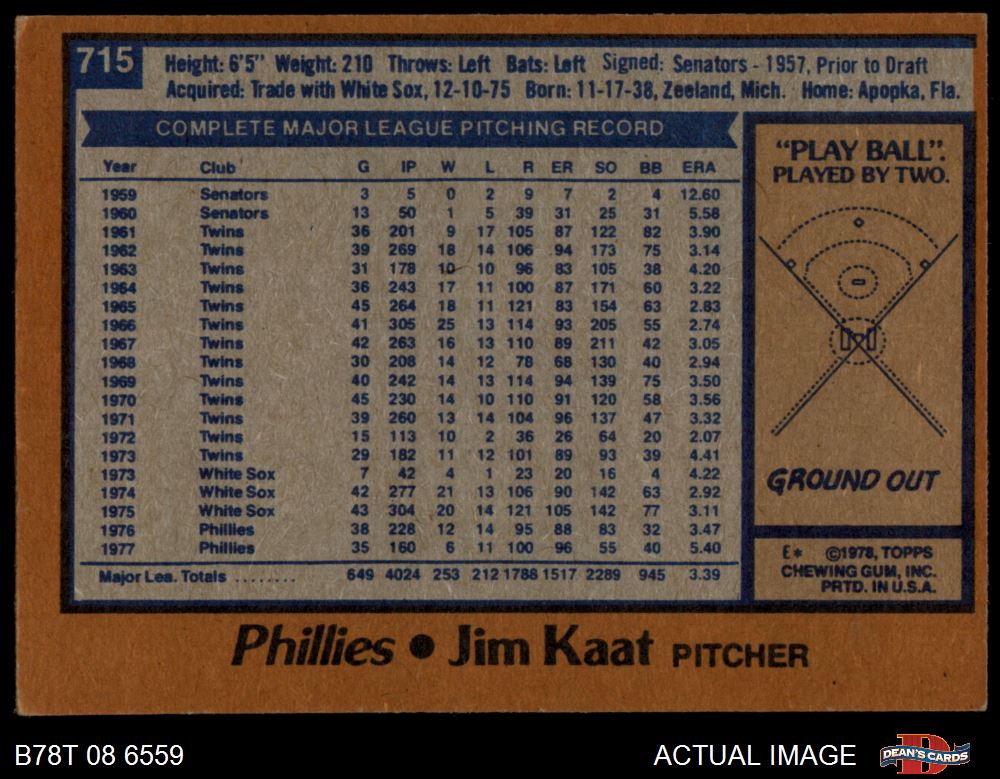 715
Height: 6'5" Weight: 210 Throws: Left Bats: Left Signed: Senators - 1957, Prior to Draft
Acquired: Trade with White Sox, 12-10-75 Born: 11-17-38, Zeeland, Mich. Home: Apopka, Fla.
COMPLETE MAJOR LEAGUE PITCHING RECORD
Year Club G IP W L R ER SO BB ERA
1959 Senators 3 5 0 2 9 7 2 4 12.60
1960 Senators 13 50 1 5 39 31 25 31 5.58
1961 Twins 36 201 9 17 105 87 122 82 3.90
1962 Twins 39 269 18 14 106 94 173 75 3.14
1963 Twins 31 178 10 10 96 83 105 38 4.20
1964 Twins 36 243 17 11 100 87 171 60 3.22
1965 Twins 45 264 18 11 121 83 154 63 2.83
1966 Twins 41 305 25 13 114 93 205 55 2.74
1967 Twins 42 263 16 13 110 89 211 42 3.05
1968 Twins 30 208 14 12 78 68 130 40 2.94
1969 Twins 40 242 14 13 114 94 139 75 3.50
1970 Twins 45 230 14 10 110 91 120 58 3.56
1971 Twins 39 260 13 14 104 96 137 47 3.32
1972 Twins 15 113 10 2 36 26 64 20 2.07
1973 Twins 29 182 11 12 101 89 93 39 4.41
1973 White Sox 7 42 4 1 23 20 16 4 4.22
1974 White Sox 42 277 21 13 106 90 142 63 2.92
1975 White Sox 43 304 20 14 121 105 142 77 3.11
1976 Phillies 38 228 12 14 95 88 83 32 3.47
1977 Phillies 35 160 6 11 100 96 55 40 5.40
Major Lea. Totals ........ 649 4024 253 212 1788 1517 2289 945 3.39
"PLAY BALL".
PLAYED BY TWO.
GROUND OUT
E* ©1978, TOPPS
CHEWING GUM, INC.
PRTD. IN U.S.A.
Phillies • Jim Kaat PITCHER
B78T 08 6559 ACTUAL IMAGE
DEAN'S CARDS